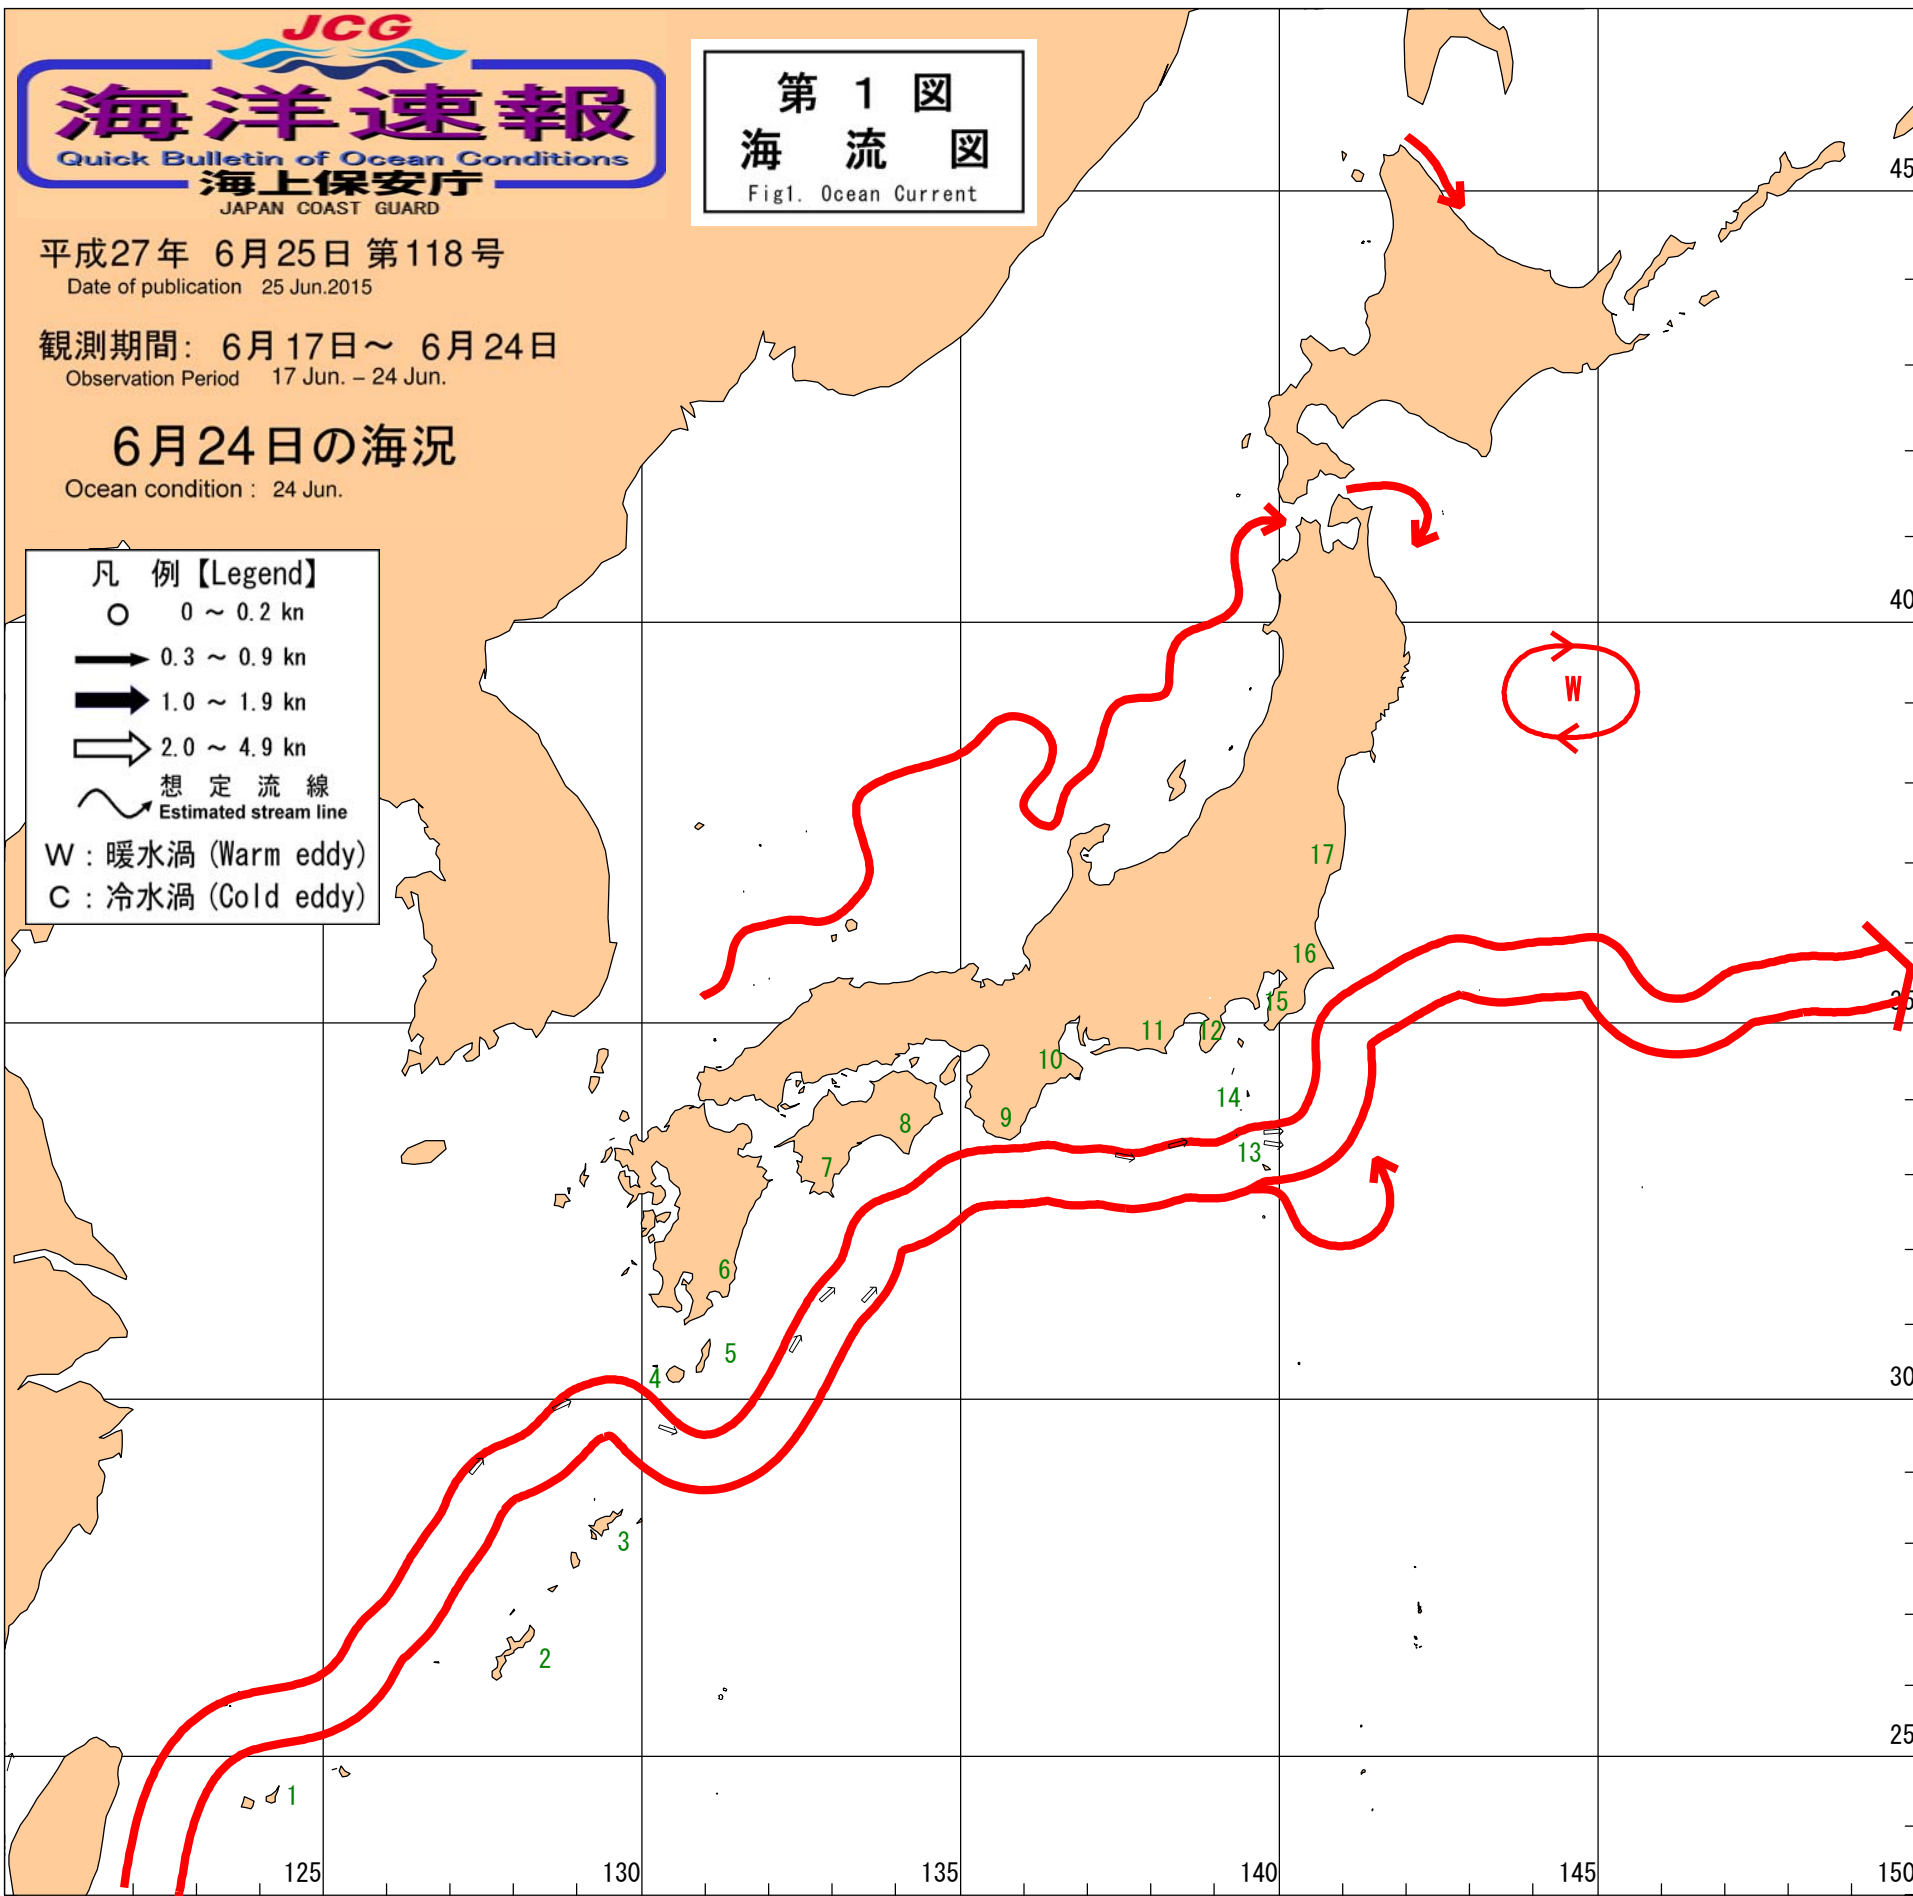 JCG
海洋速報
Quick Bulletin of Ocean Conditions
海上保安庁
JAPAN COAST GUARD
平成27年 6月25日 第118号
Date of publication 25 Jun.2015
観測期間: 6月17日～ 6月24日
Observation Period 17 Jun. – 24 Jun.
6月24日の海況
Ocean condition : 24 Jun.
第 1 図
海 流 図
Fig1. Ocean Current
凡 例【Legend】
0 ～ 0.2 kn
0.3 ～ 0.9 kn
1.0 ～ 1.9 kn
2.0 ～ 4.9 kn
想 定 流 線
Estimated stream line
W : 暖水渦 (Warm eddy)
C : 冷水渦 (Cold eddy)
45
40
W
17
16
35
15
11
12
10
14
9
8
13
7
6
5
4
30
3
2
25
1
125
130
135
140
145
150